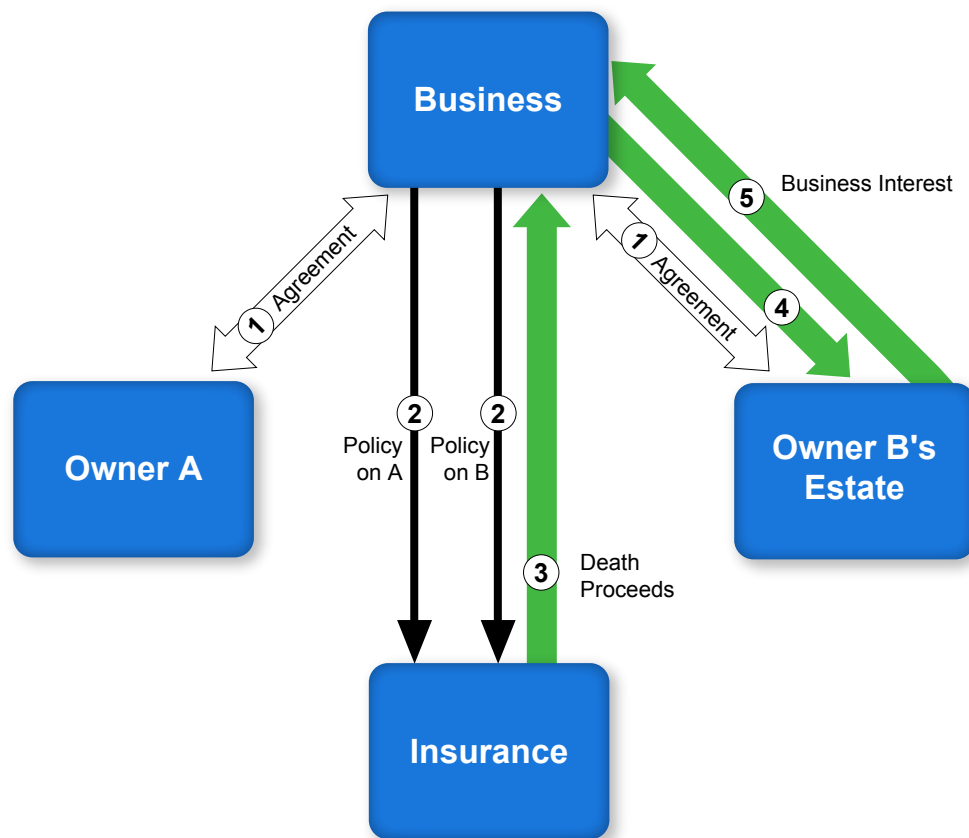 Business
5
Business Interest
1 Agreement
1 Agreement
4
2
2
Policy
on A
Policy
on B
Owner A
Owner B's
Estate
3
Death
Proceeds
Insurance